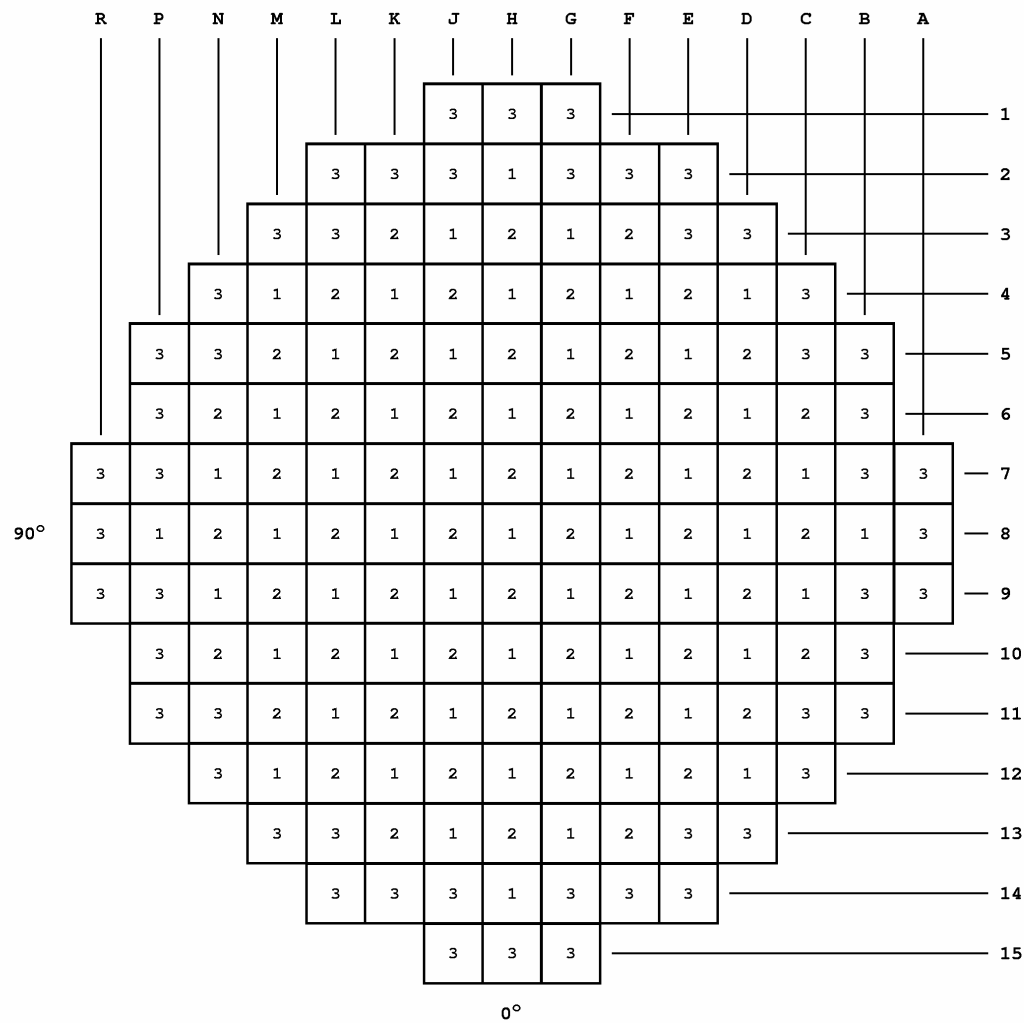 R P N M L K J H G F E D C B A
3 3 3 1
3 3 3 1 3 3 3 2
3 3 2 1 2 1 2 3 3 3
3 1 2 1 2 1 2 1 2 1 3 4
3 3 2 1 2 1 2 1 2 1 2 3 3 5
3 2 1 2 1 2 1 2 1 2 1 2 3 6
3 3 1 2 1 2 1 2 1 2 1 2 1 3 3 7
90° 3 1 2 1 2 1 2 1 2 1 2 1 2 1 3 8
3 3 1 2 1 2 1 2 1 2 1 2 1 3 3 9
3 2 1 2 1 2 1 2 1 2 1 2 3 10
3 3 2 1 2 1 2 1 2 1 2 3 3 11
3 1 2 1 2 1 2 1 2 1 3 12
3 3 2 1 2 1 2 3 3 13
3 3 3 1 3 3 3 14
3 3 3 15
0°